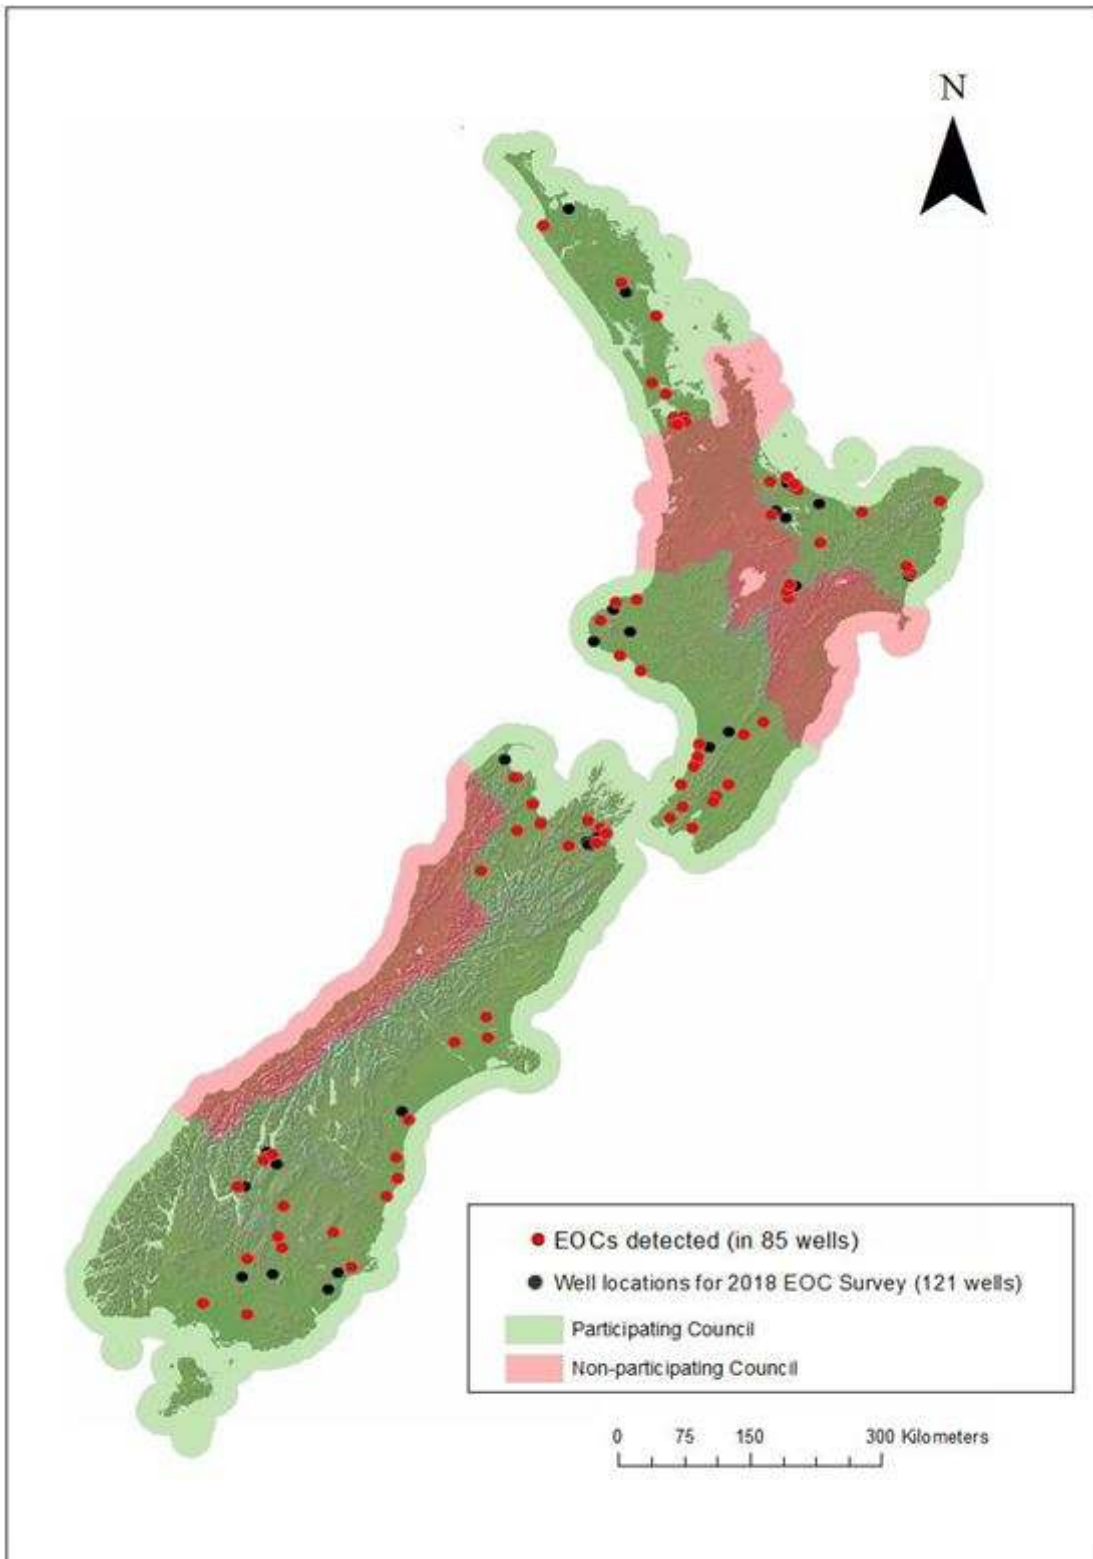 N
EOCs detected (in 85 wells)
Well locations for 2018 EOC Survey (121 wells)
Participating Council
Non-participating Council
0 75 150 300 Kilometers